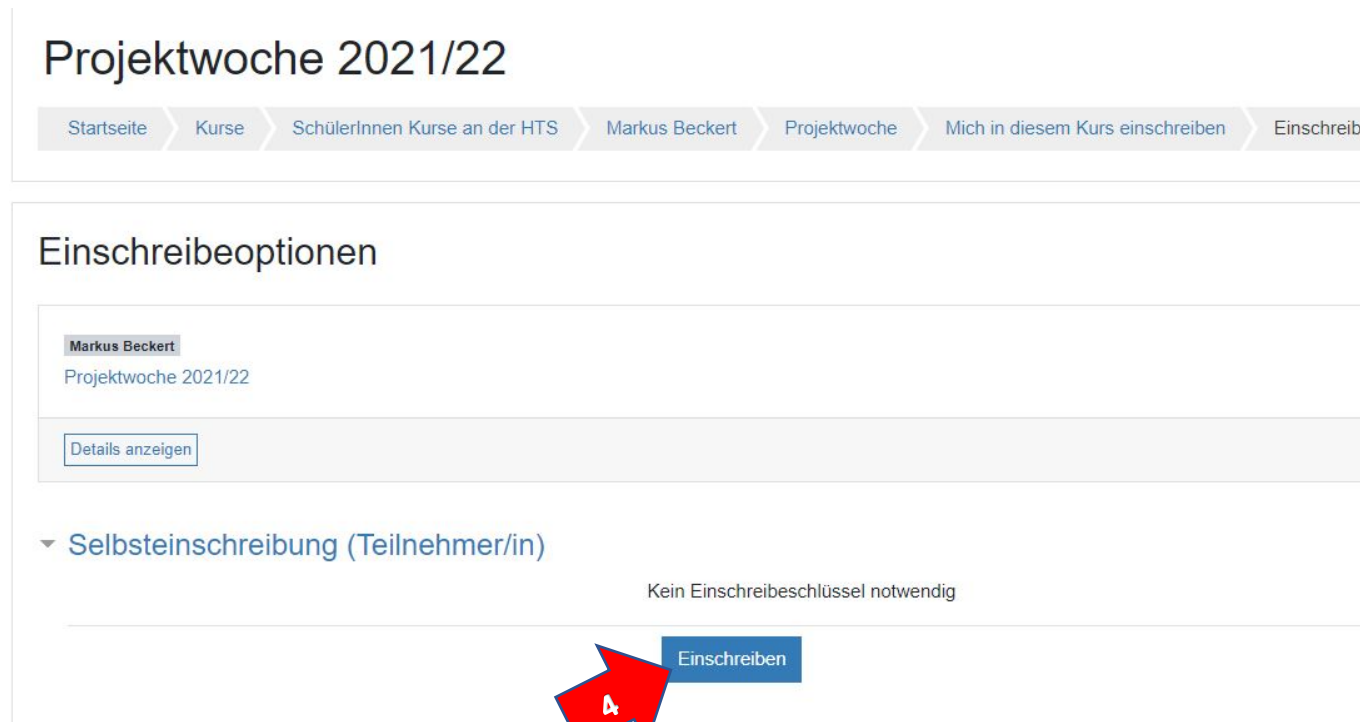 Projektwoche 2021/22
Startseite Kurse SchülerInnen Kurse an der HTS Markus Beckert Projektwoche Mich in diesem Kurs einschreiben Einschreib
Einschreibeoptionen
Markus Beckert
Projektwoche 2021/22
Details anzeigen
Selbsteinschreibung (Teilnehmer/in)
Kein Einschreibeschlüssel notwendig
Einschreiben
4